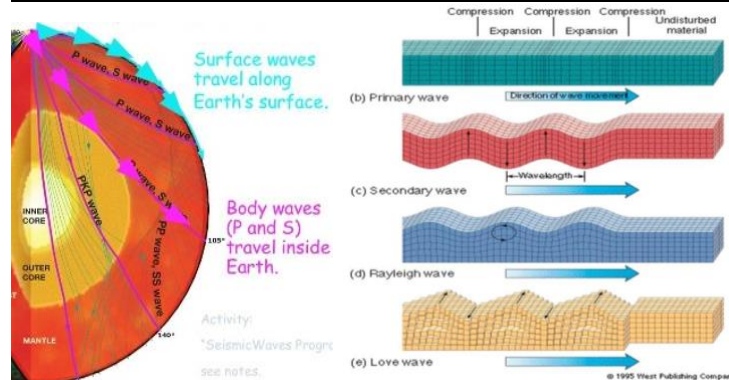 Surface waves
travel along
Earth's surface.
P wave, S wave
P wave, S wave
P wave, S w
PKP wave
PP wave, SS wave
Body waves
(P and S)
travel inside
Earth.
INNER
CORE
OUTER
CORE
MANTLE
105°
140°
Activity:
"SeismicWaves Progra
see notes.
Compression Compression Compression
Expansion Expansion
Undisturbed
material
(b) Primary wave
Direction of wave movement
(c) Secondary wave
Wavelength
(d) Rayleigh wave
(e) Love wave
© 1995 West Publishing Compa